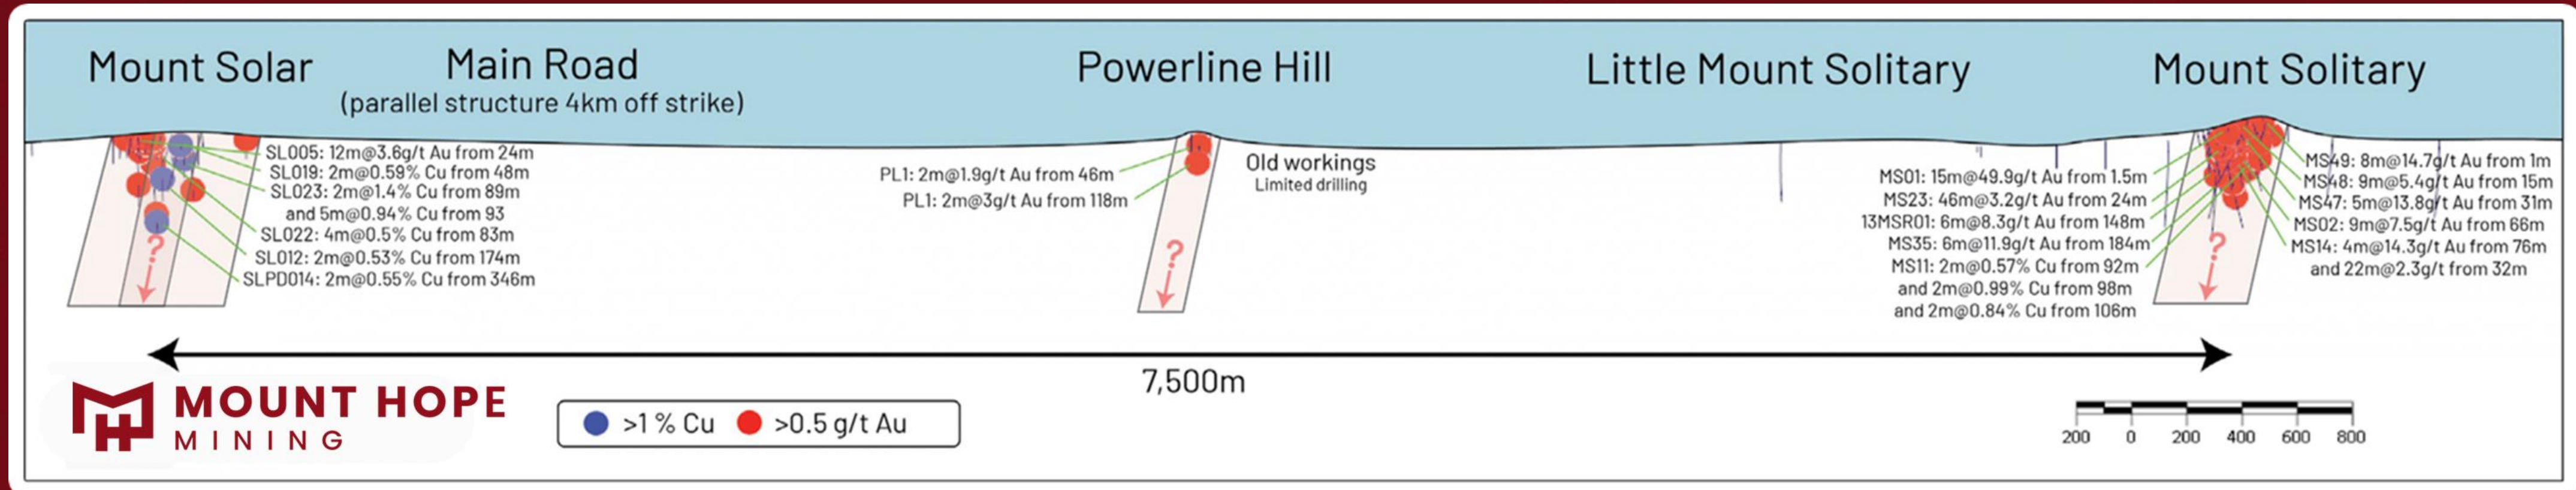 Mount Solar
Main Road
(parallel structure 4km off strike)
Powerline Hill
Little Mount Solitary
Mount Solitary
SL005: 12m@3.6g/t Au from 24m
SL019: 2m@0.59% Cu from 48m
SL023: 2m@1.4% Cu from 89m
and 5m@0.94% Cu from 93
SL022: 4m@0.5% Cu from 83m
SL012: 2m@0.53% Cu from 174m
SLPD014: 2m@0.55% Cu from 346m
?
PL1: 2m@1.9g/t Au from 46m
PL1: 2m@3g/t Au from 118m
Old workings
Limited drilling
?
MS01: 15m@49.9g/t Au from 1.5m
MS23: 46m@3.2g/t Au from 24m
13MSR01: 6m@8.3g/t Au from 148m
MS35: 6m@11.9g/t Au from 184m
MS11: 2m@0.57% Cu from 92m
and 2m@0.99% Cu from 98m
and 2m@0.84% Cu from 106m
?
MS49: 8m@14.7g/t Au from 1m
MS48: 9m@5.4g/t Au from 15m
MS47: 5m@13.8g/t Au from 31m
MS02: 9m@7.5g/t Au from 66m
MS14: 4m@14.3g/t Au from 76m
and 22m@2.3g/t from 32m
7,500m
MOUNT HOPE
MINING
>1 % Cu >0.5 g/t Au
200 0 200 400 600 800